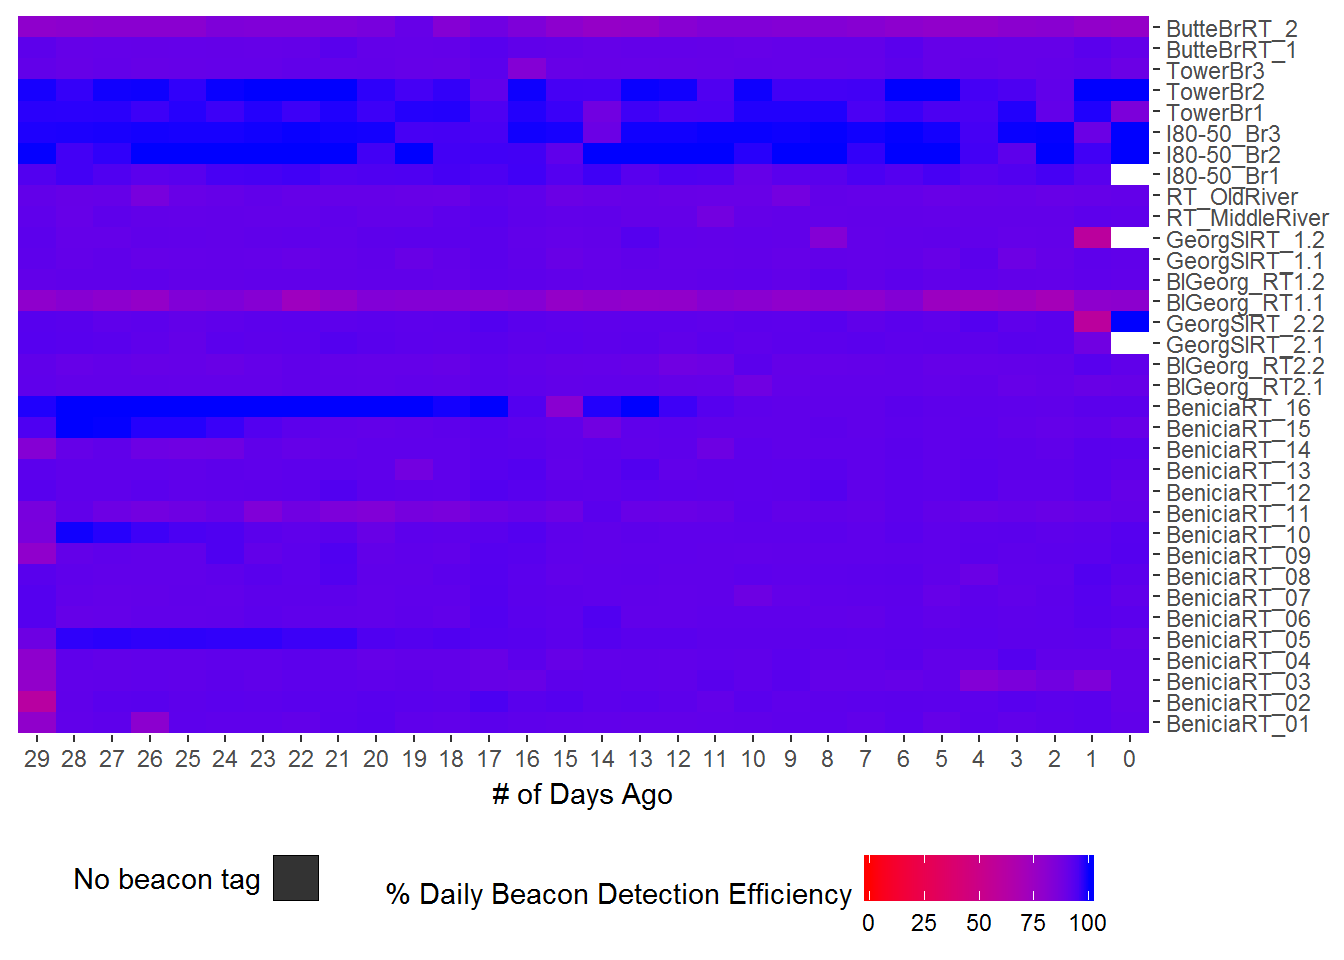 ButteBrRT_2
ButteBrRT_1
TowerBr3
TowerBr2
TowerBr1
I80-50_Br3
I80-50_Br2
I80-50_Br1
RT_OldRiver
RT_MiddleRiver
GeorgSlRT_1.2
GeorgSlRT_1.1
BlGeorg_RT1.2
BlGeorg_RT1.1
GeorgSlRT_2.2
GeorgSlRT_2.1
BlGeorg_RT2.2
BlGeorg_RT2.1
BeniciaRT_16
BeniciaRT_15
BeniciaRT_14
BeniciaRT_13
BeniciaRT_12
BeniciaRT_11
BeniciaRT_10
BeniciaRT_09
BeniciaRT_08
BeniciaRT_07
BeniciaRT_06
BeniciaRT_05
BeniciaRT_04
BeniciaRT_03
BeniciaRT_02
BeniciaRT_01
29 28 27 26 25 24 23 22 21 20 19 18 17 16 15 14 13 12 11 10 9 8 7 6 5 4 3 2 1 0
# of Days Ago
No beacon tag
% Daily Beacon Detection Efficiency
0 25 50 75 100